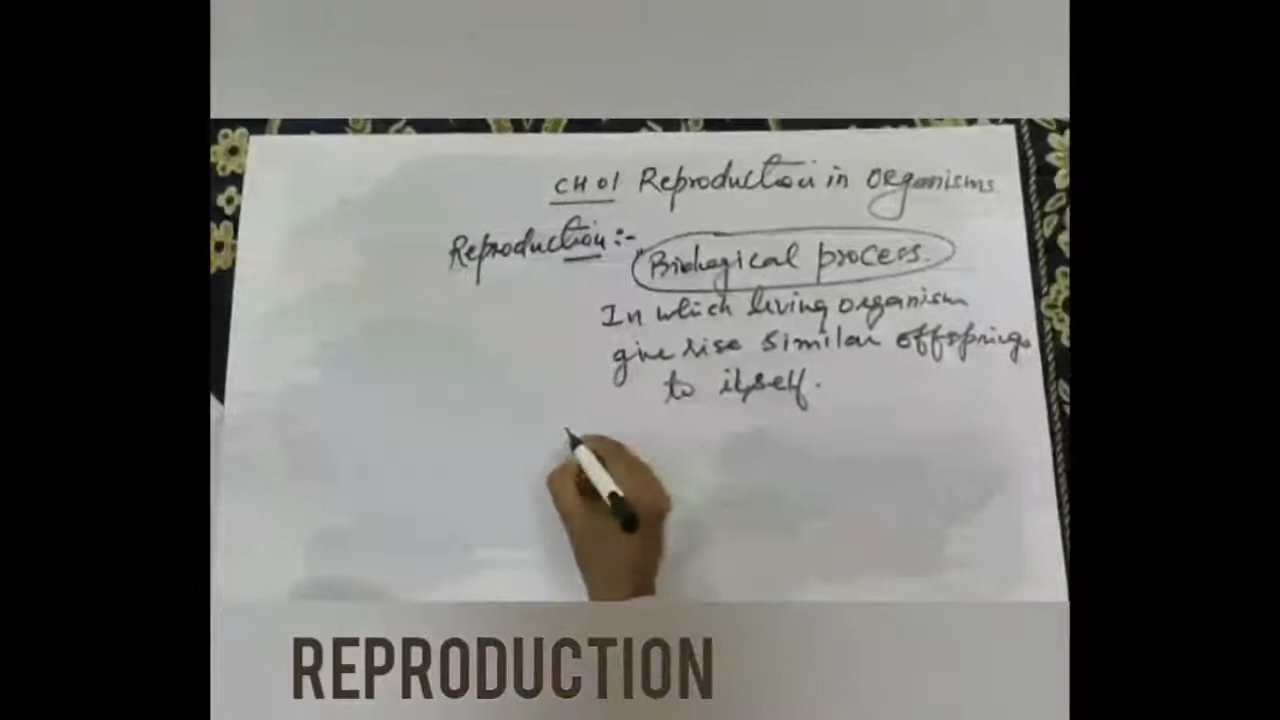 CH 01 Reproduction in organisms
Reproduction :-
Biological process.
In which living organism
give rise similar offsprings
to itself.
REPRODUCTION